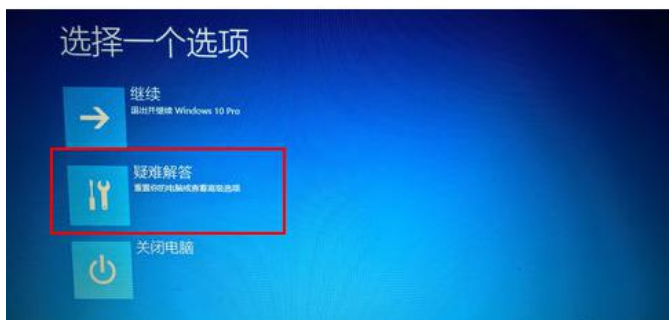 选择一个选项
继续
退出并继续 Windows 10 Pro
疑难解答
重置你的电脑或查看高级选项
关闭电脑